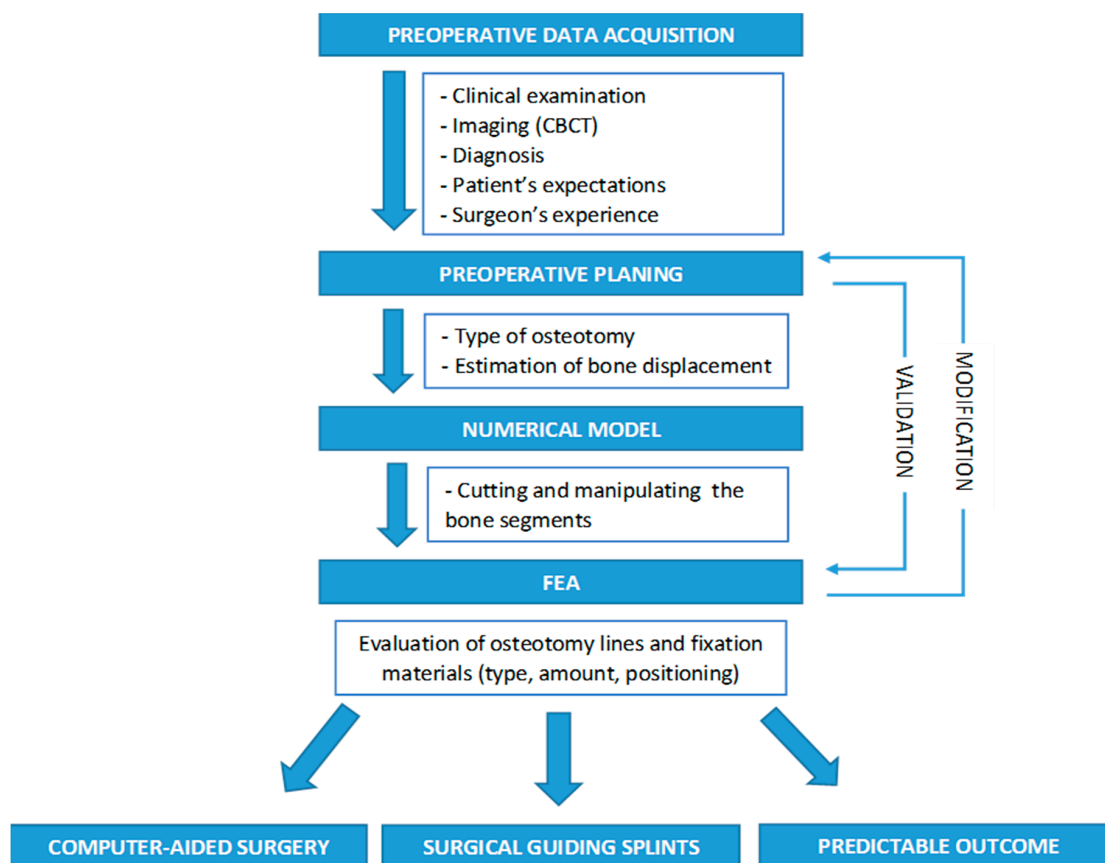 PREOPERATIVE DATA ACQUISITION
- Clinical examination
- Imaging (CBCT)
- Diagnosis
- Patient's expectations
- Surgeon's experience
PREOPERATIVE PLANING
- Type of osteotomy
- Estimation of bone displacement
VALIDATION
MODIFICATION
NUMERICAL MODEL
- Cutting and manipulating the
bone segments
FEA
Evaluation of osteotomy lines and fixation
materials (type, amount, positioning)
COMPUTER-AIDED SURGERY
SURGICAL GUIDING SPLINTS
PREDICTABLE OUTCOME